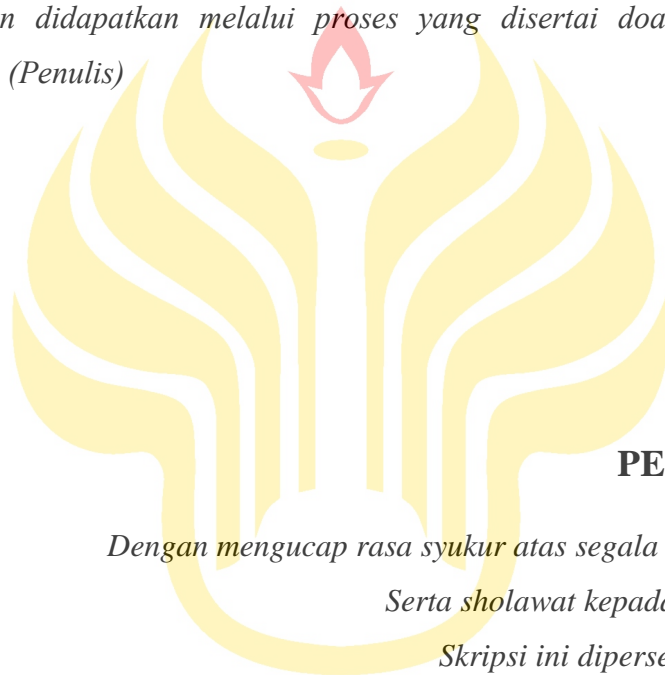 n didapatkan melalui proses yang disertai doa
(Penulis)
PE
Dengan mengucap rasa syukur atas segala
Serta sholawat kepada
Skripsi ini diperse